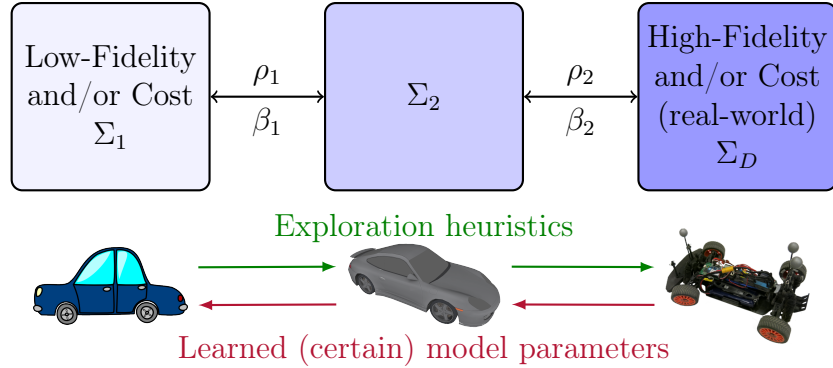 Low-Fidelity
and/or Cost
Σ₁
ρ₁
β₁
Σ₂
ρ₂
β₂
High-Fidelity
and/or Cost
(real-world)
Σ_D
Exploration heuristics
Learned (certain) model parameters